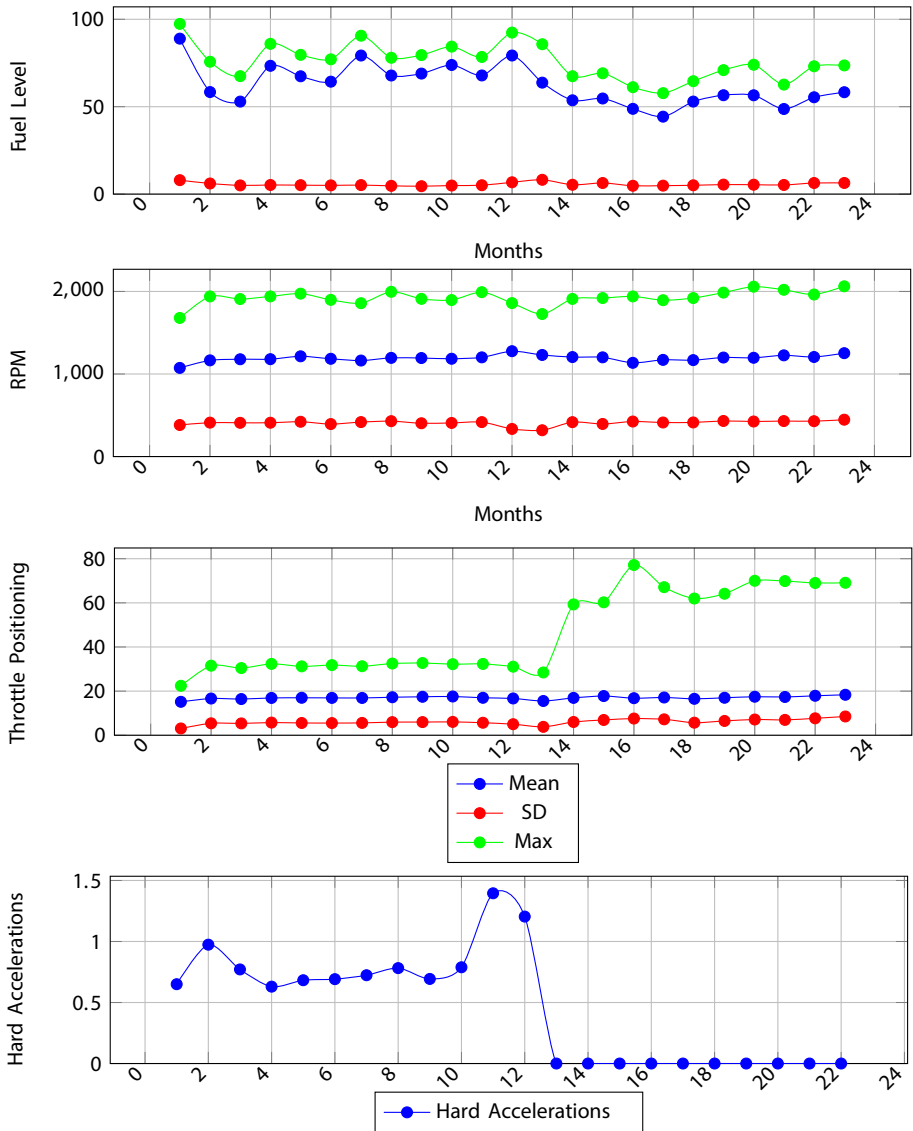 Fuel Level
100
50
0
0 2 4 6 8 10 12 14 16 18 20 22 24
Months
RPM
2,000
1,000
0
0 2 4 6 8 10 12 14 16 18 20 22 24
Months
Throttle Positioning
80
60
40
20
0
0 2 4 6 8 10 12 14 16 18 20 22 24
Mean
SD
Max
Hard Accelerations
1.5
1
0.5
0
0 2 4 6 8 10 12 14 16 18 20 22 24
Hard Accelerations